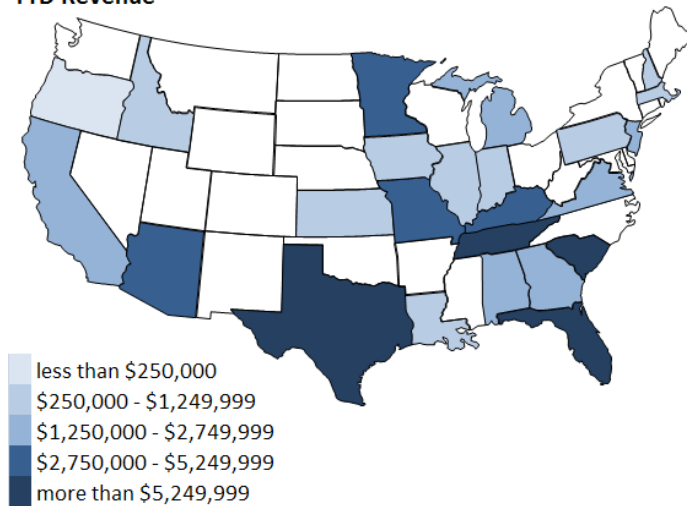 YTD Revenue
less than $250,000
$250,000 - $1,249,999
$1,250,000 - $2,749,999
$2,750,000 - $5,249,999
more than $5,249,999